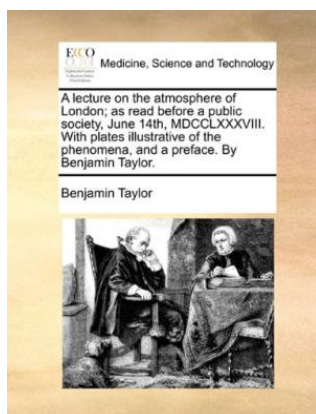 ECCO
Medicine, Science and Technology
A lecture on the atmosphere of
London; as read before a public
society, June 14th, MDCCLXXXVIII.
With plates illustrative of the
phenomena, and a preface. By
Benjamin Taylor.
Benjamin Taylor